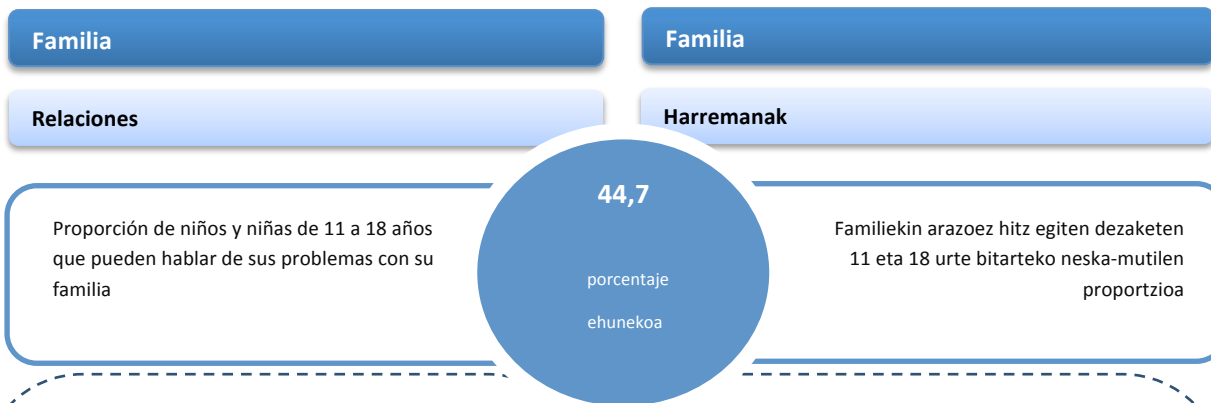 Familia
Familia
Relaciones
Harremanak
Proporción de niños y niñas de 11 a 18 años
que pueden hablar de sus problemas con su
familia
44,7
porcentaje
ehunekoa
Familiekin arazoez hitz egiten dezaketen
11 eta 18 urte bitarteko neska-mutilen
proportzioa